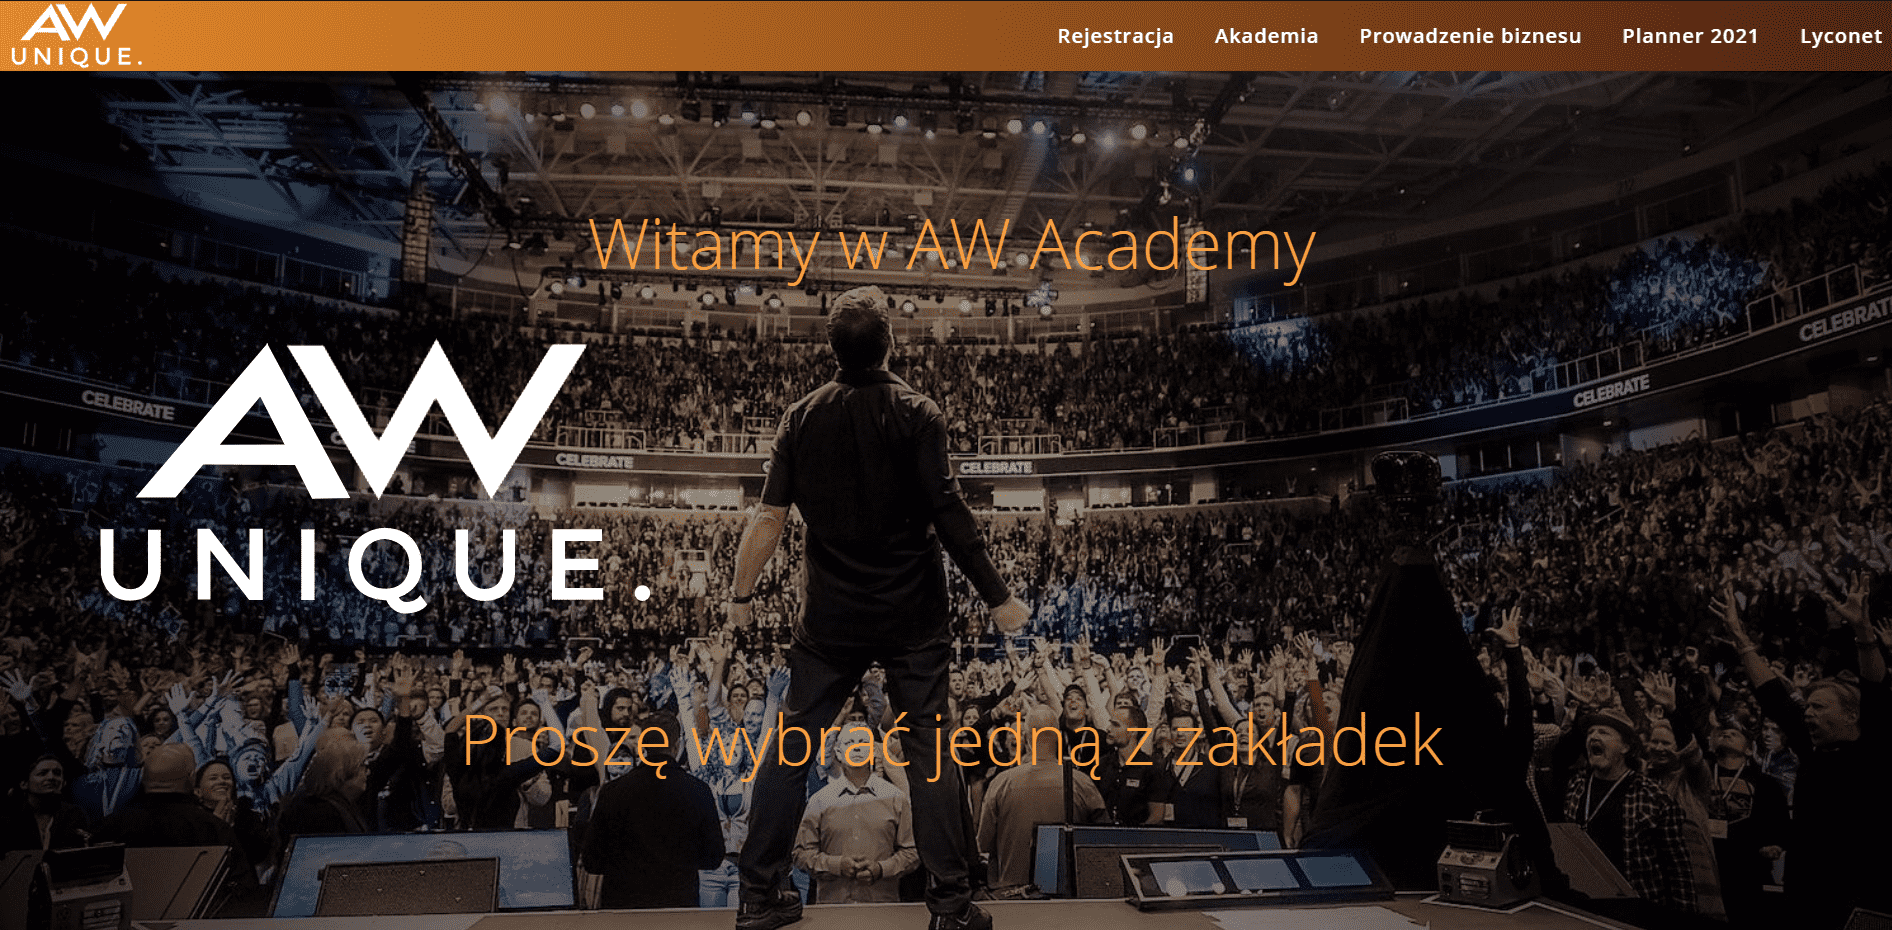 AW
UNIQUE.
Rejestracja Akademia Prowadzenie biznesu Planner 2021 Lyconet
Witamy w AW Academy
CELEBRATE
CELEBRATE
CELEBRATE
CELEBRATE
CELEBRATE
AW
UNIQUE.
Proszę wybrać jedną z zakładek